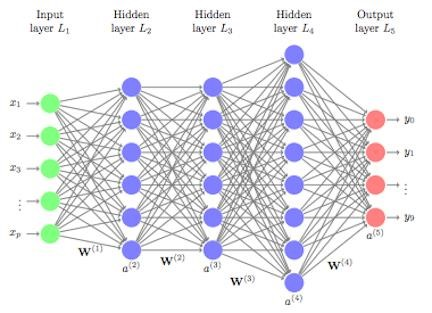 Input
layer L₁
Hidden
layer L₂
Hidden
layer L₃
Hidden
layer L₄
Output
layer L₅
x₁
x₂
x₃
⋮
xₚ
y₀
y₁
⋮
y₉
W⁽¹⁾
a⁽²⁾
W⁽²⁾
a⁽³⁾
W⁽³⁾
a⁽⁴⁾
W⁽⁴⁾
a⁽⁵⁾